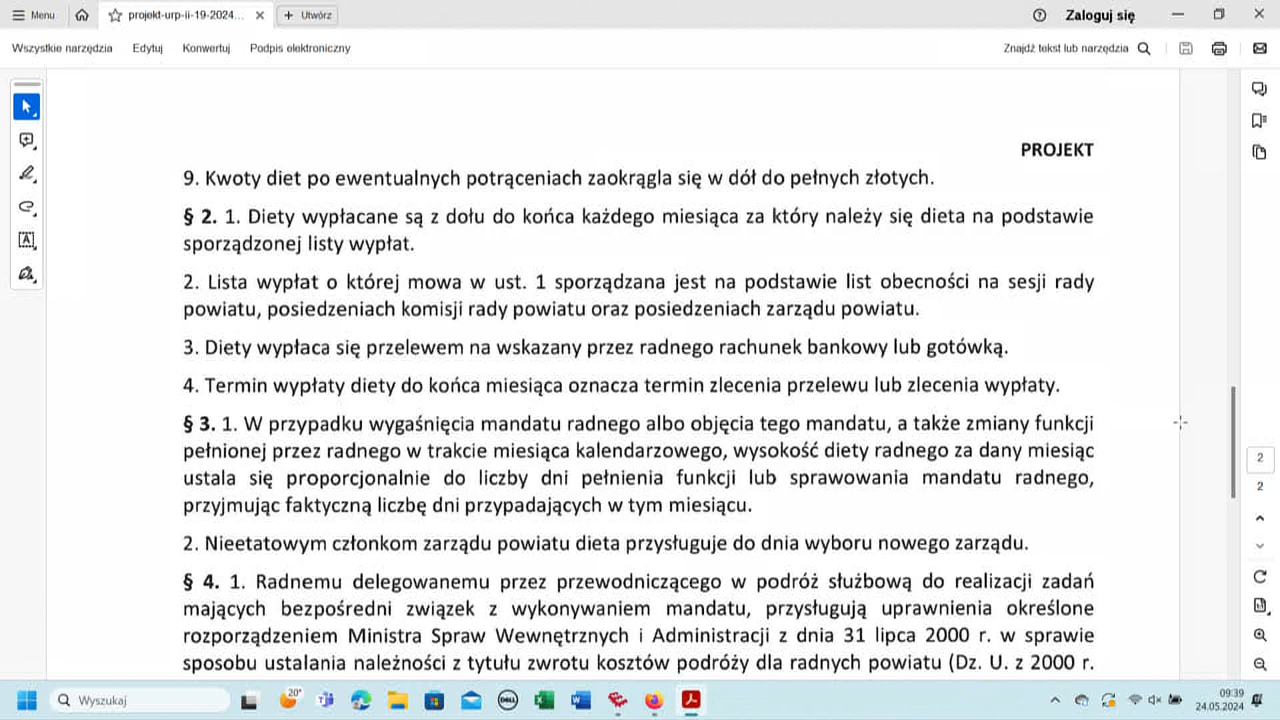 Menu
projekt-urp-ii-19-2024...
Utwórz
Zaloguj się
Wszystkie narzędzia Edytuj Konwertuj Podpis elektroniczny
Znajdź tekst lub narzędzia
PROJEKT
9. Kwoty diet po ewentualnych potrąceniach zaokrągla się w dół do pełnych złotych.
§ 2. 1. Diety wypłacane są z dołu do końca każdego miesiąca za który należy się dieta na podstawie
sporządzonej listy wypłat.
2. Lista wypłat o której mowa w ust. 1 sporządzana jest na podstawie list obecności na sesji rady
powiatu, posiedzeniach komisji rady powiatu oraz posiedzeniach zarządu powiatu.
3. Diety wypłaca się przelewem na wskazany przez radnego rachunek bankowy lub gotówką.
4. Termin wypłaty diety do końca miesiąca oznacza termin zlecenia przelewu lub zlecenia wypłaty.
§ 3. 1. W przypadku wygaśnięcia mandatu radnego albo objęcia tego mandatu, a także zmiany funkcji
pełnionej przez radnego w trakcie miesiąca kalendarzowego, wysokość diety radnego za dany miesiąc
ustala się proporcjonalnie do liczby dni pełnienia funkcji lub sprawowania mandatu radnego,
przyjmując faktyczną liczbę dni przypadających w tym miesiącu.
2. Nieetatowym członkom zarządu powiatu dieta przysługuje do dnia wyboru nowego zarządu.
§ 4. 1. Radnemu delegowanemu przez przewodniczącego w podróż służbową do realizacji zadań
mających bezpośredni związek z wykonywaniem mandatu, przysługują uprawnienia określone
rozporządzeniem Ministra Spraw Wewnętrznych i Administracji z dnia 31 lipca 2000 r. w sprawie
sposobu ustalania należności z tytułu zwrotu kosztów podróży dla radnych powiatu (Dz. U. z 2000 r.
2
2
Wyszukaj
20°
DELL
09:39
24.05.2024